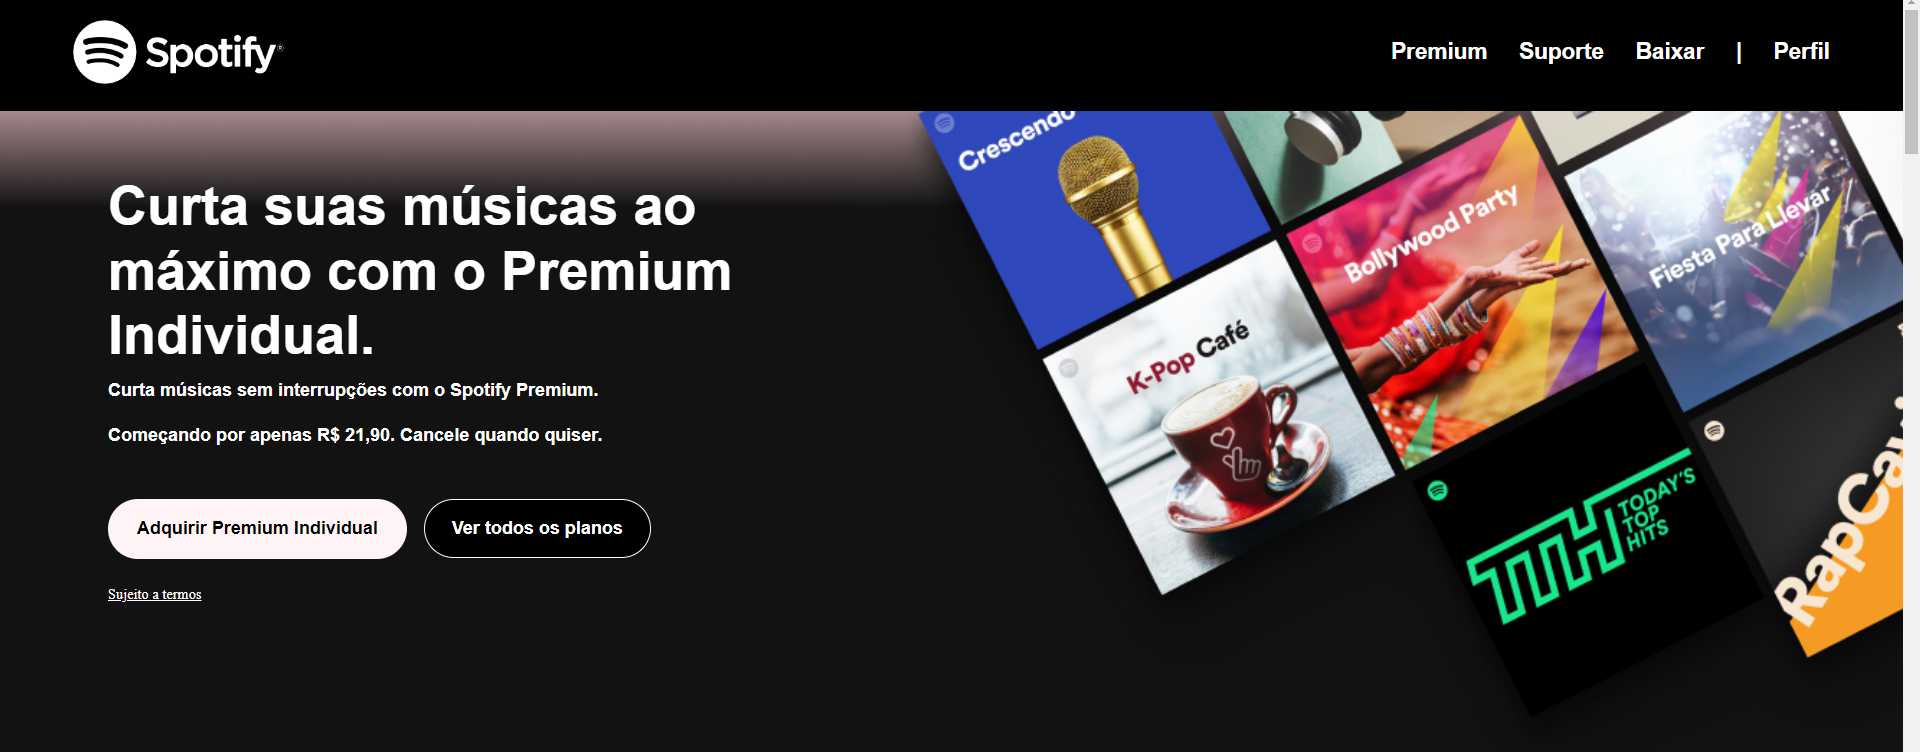 Spotify®
Premium Suporte Baixar | Perfil
Curta suas músicas ao
máximo com o Premium
Individual.
Curta músicas sem interrupções com o Spotify Premium.
Começando por apenas R$ 21,90. Cancele quando quiser.
Adquirir Premium Individual
Ver todos os planos
Sujeito a termos
Crescendo
Bollywood Party
Fiesta Para Llevar
K-Pop Café
TTH
TODAY'S
TOP
HITS